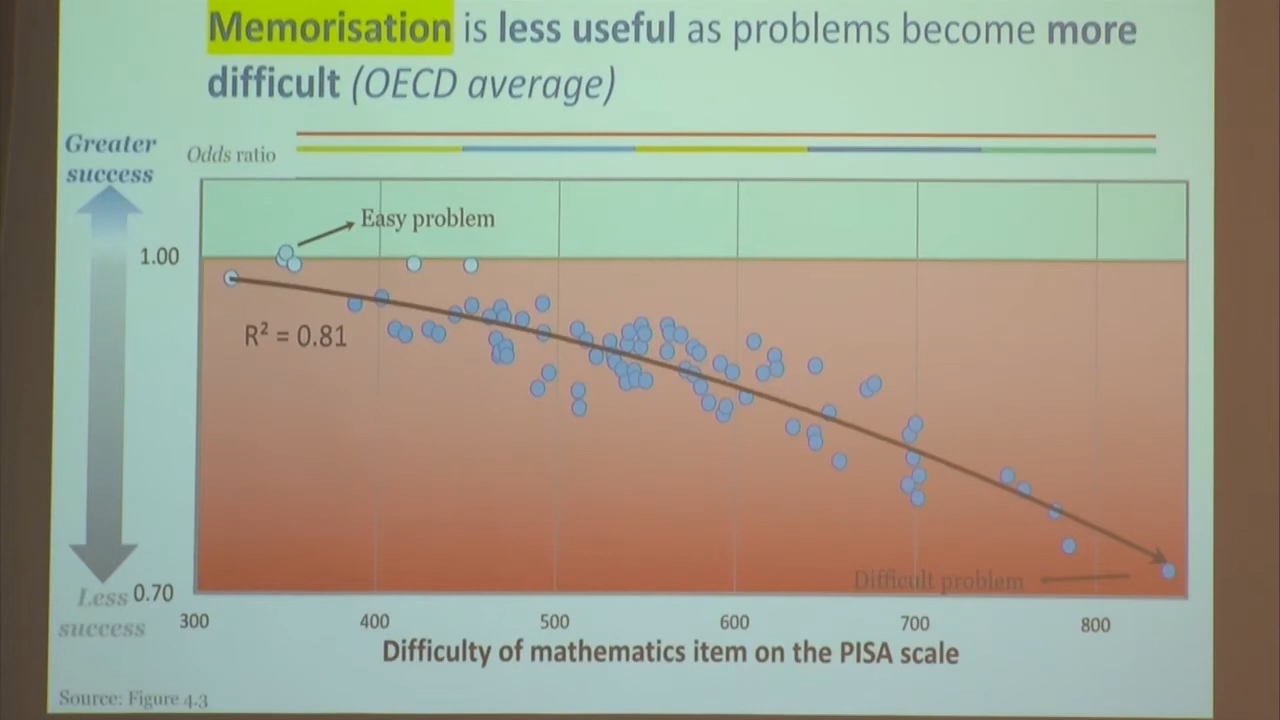 Memorisation is less useful as problems become more
difficult (OECD average)
Greater
success
Odds ratio
Easy problem
1.00
R² = 0.81
Difficult problem
Less
success
0.70
300 400 500 600 700 800
Difficulty of mathematics item on the PISA scale
Source: Figure 4.3